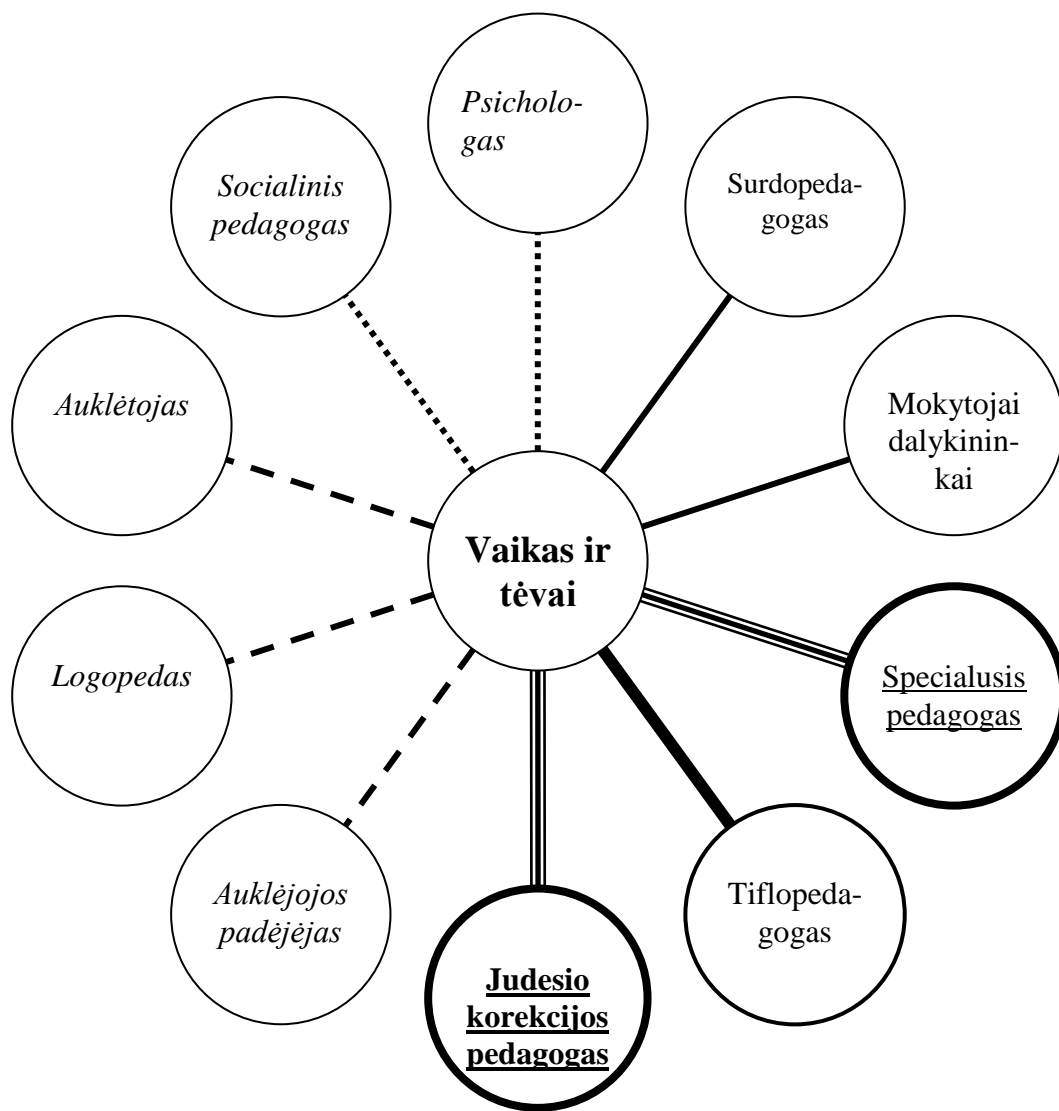 Psicholo-
gas
Socialinis
pedagogas
Surdopeda-
gogas
Auklėtojas
Mokytojai
dalykinin-
kai
Vaikas ir
tėvai
Logopedas
Specialusis
pedagogas
Auklėjojos
padėjėjas
Tiflopeda-
gogas
Judesio
korekcijos
pedagogas